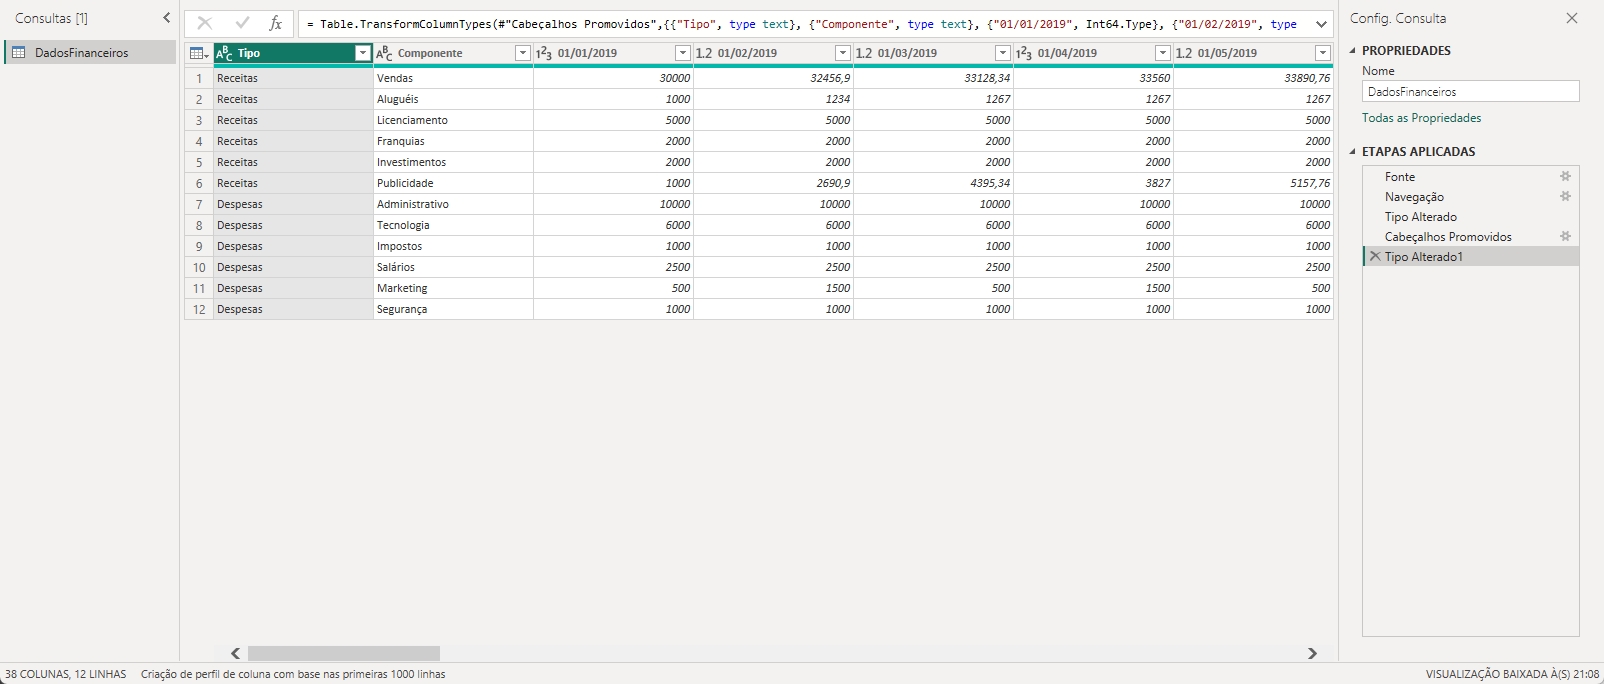 Consultas [1]
DadosFinanceiros
= Table.TransformColumnTypes(#"Cabeçalhos Promovidos",{{"Tipo", type text}, {"Componente", type text}, {"01/01/2019", Int64.Type}, {"01/02/2019", type
Tipo Componente 01/01/2019 01/02/2019 01/03/2019 01/04/2019 01/05/2019
1 Receitas Vendas 30000 32456,9 33128,34 33560 33890,76
2 Receitas Aluguéis 1000 1234 1267 1267 1267
3 Receitas Licenciamento 5000 5000 5000 5000 5000
4 Receitas Franquias 2000 2000 2000 2000 2000
5 Receitas Investimentos 2000 2000 2000 2000 2000
6 Receitas Publicidade 1000 2690,9 4395,34 3827 5157,76
7 Despesas Administrativo 10000 10000 10000 10000 10000
8 Despesas Tecnologia 6000 6000 6000 6000 6000
9 Despesas Impostos 1000 1000 1000 1000 1000
10 Despesas Salários 2500 2500 2500 2500 2500
11 Despesas Marketing 500 1500 500 1500 500
12 Despesas Segurança 1000 1000 1000 1000 1000
Config. Consulta
PROPRIEDADES
Nome
DadosFinanceiros
Todas as Propriedades
ETAPAS APLICADAS
Fonte
Navegação
Tipo Alterado
Cabeçalhos Promovidos
Tipo Alterado1
38 COLUNAS, 12 LINHAS Criação de perfil de coluna com base nas primeiras 1000 linhas
VISUALIZAÇÃO BAIXADA À(S) 21:08